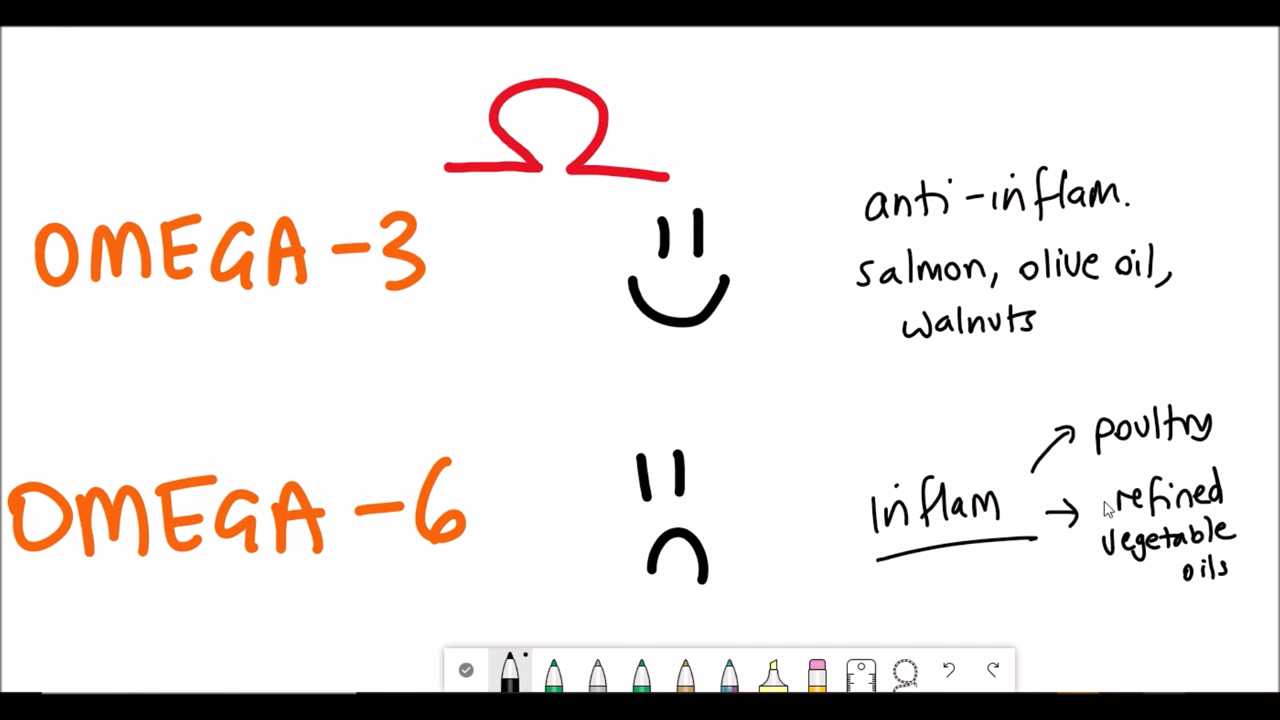 Ω
OMEGA-3
anti-inflam.
salmon, olive oil,
walnuts
OMEGA-6
Inflam
poultry
refined
vegetable
oils